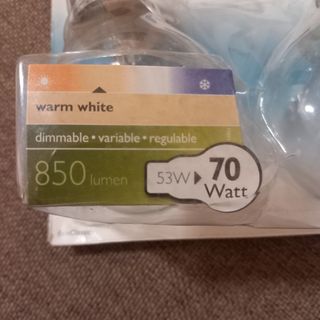 warm white
dimmable • variable • regulable
850 lumen
53W ▶ 70
Watt